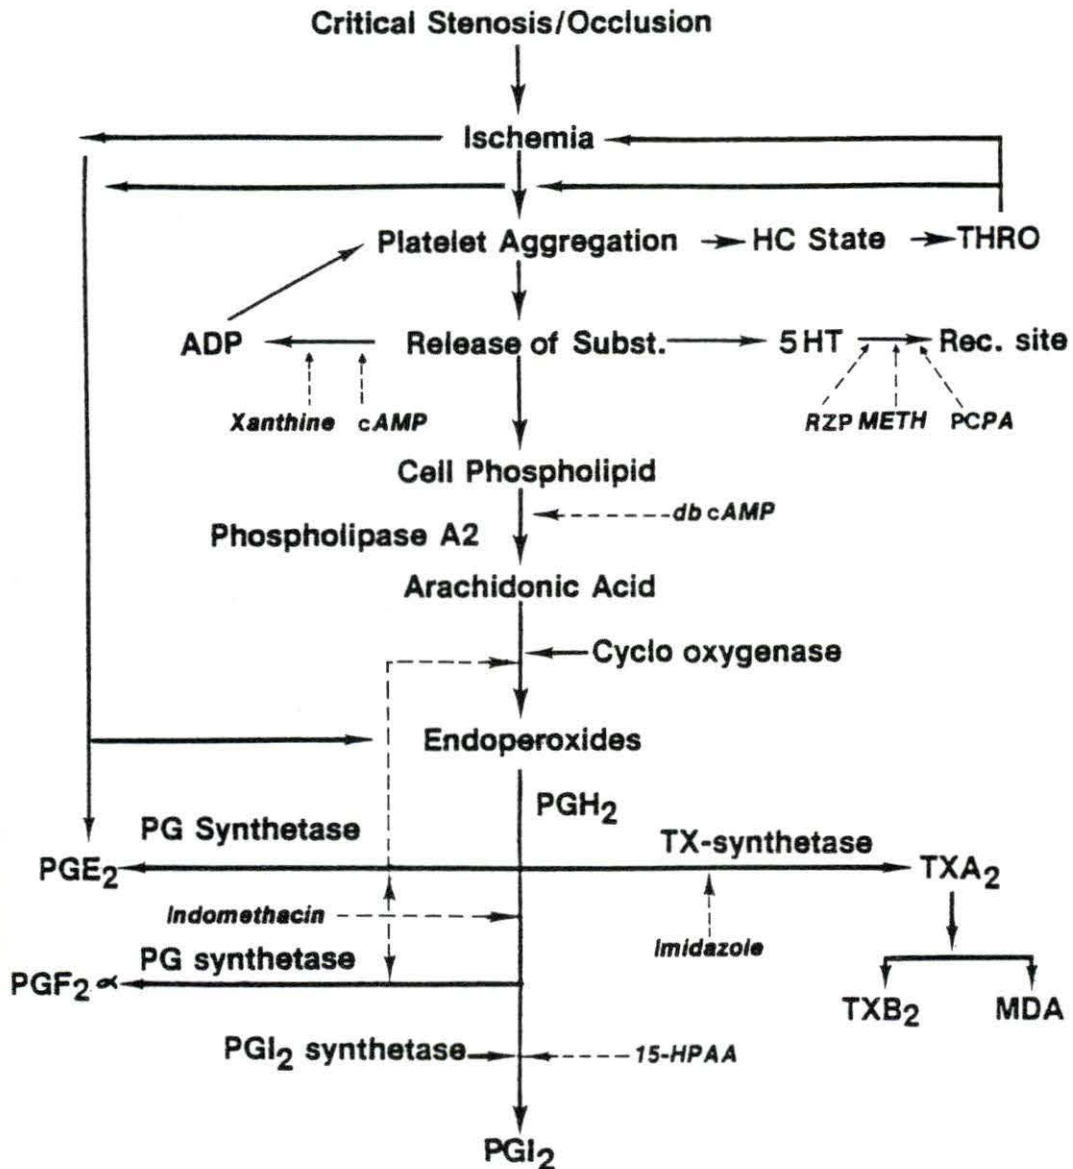 Critical Stenosis/Occlusion
Ischemia
Platelet Aggregation HC State THRO
ADP Release of Subst. 5HT Rec. site
Xanthine cAMP RZP METH PCPA
Cell Phospholipid
db cAMP
Phospholipase A2
Arachidonic Acid
Cyclo oxygenase
Endoperoxides
PGH2
PG Synthetase TX-synthetase
PGE2 TXA2
Indomethacin
Imidazole
PG synthetase
PGF2 α
TXB2 MDA
PGI2 synthetase 15-HPAA
PGI2